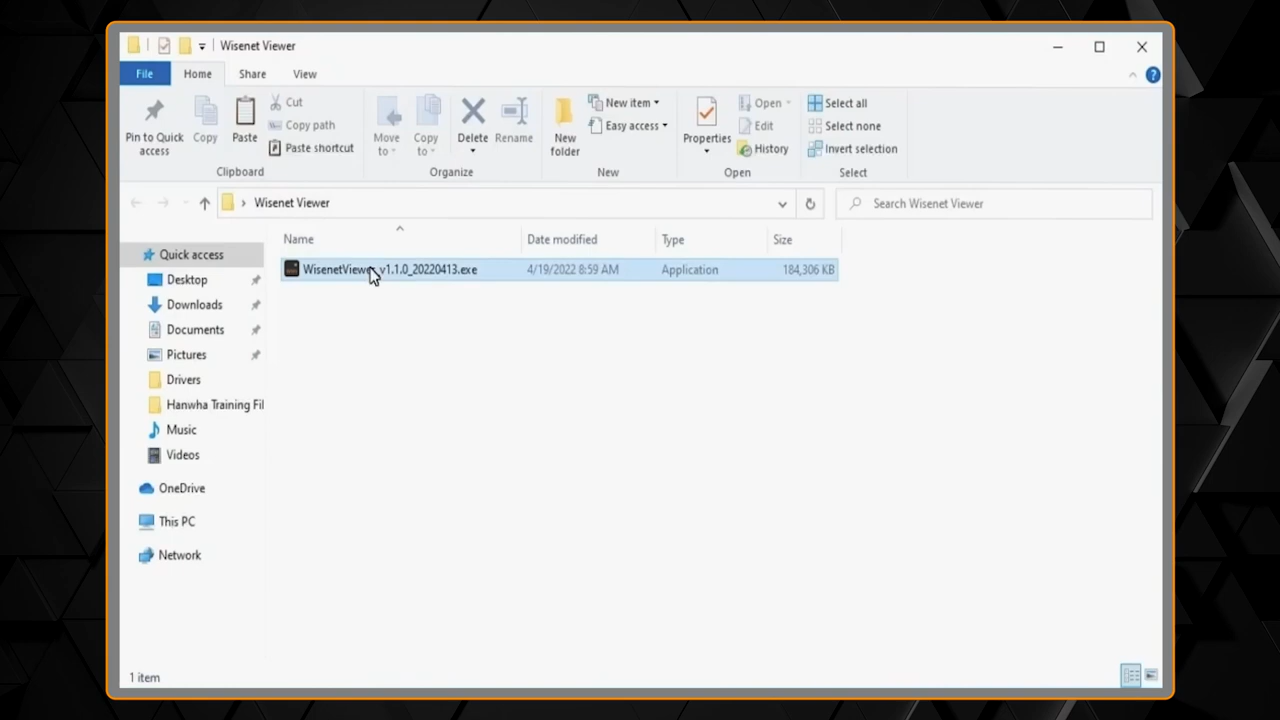 Wisenet Viewer
File Home Share View
Pin to Quick access
Copy
Paste
Cut
Copy path
Paste shortcut
Clipboard
Move to
Copy to
Delete
Rename
Organize
New folder
New item
Easy access
New
Properties
Open
Edit
History
Open
Select all
Select none
Invert selection
Select
Wisenet Viewer
Search Wisenet Viewer
Name Date modified Type Size
WisenetViewer_v1.1.0_20220413.exe 4/19/2022 8:59 AM Application 184,306 KB
Quick access
Desktop
Downloads
Documents
Pictures
Drivers
Hanwha Training Fil
Music
Videos
OneDrive
This PC
Network
1 item